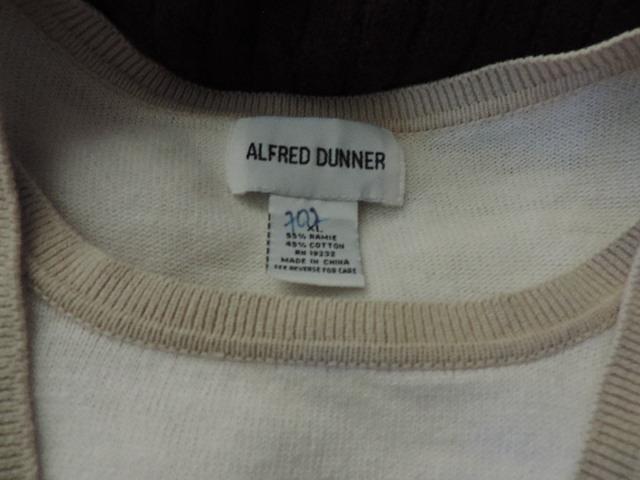 ALFRED DUNNER
XL
55% RAMIE
45% COTTON
RN 19232
MADE IN CHINA
SEE REVERSE FOR CARE